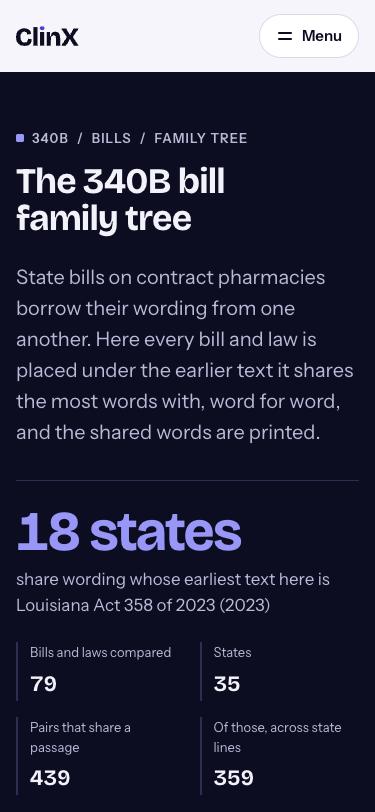 ClinX
Menu
340B / BILLS / FAMILY TREE
The 340B bill
family tree
State bills on contract pharmacies
borrow their wording from one
another. Here every bill and law is
placed under the earlier text it shares
the most words with, word for word,
and the shared words are printed.
18 states
share wording whose earliest text here is
Louisiana Act 358 of 2023 (2023)
Bills and laws compared
79
States
35
Pairs that share a
passage
439
Of those, across state
lines
359